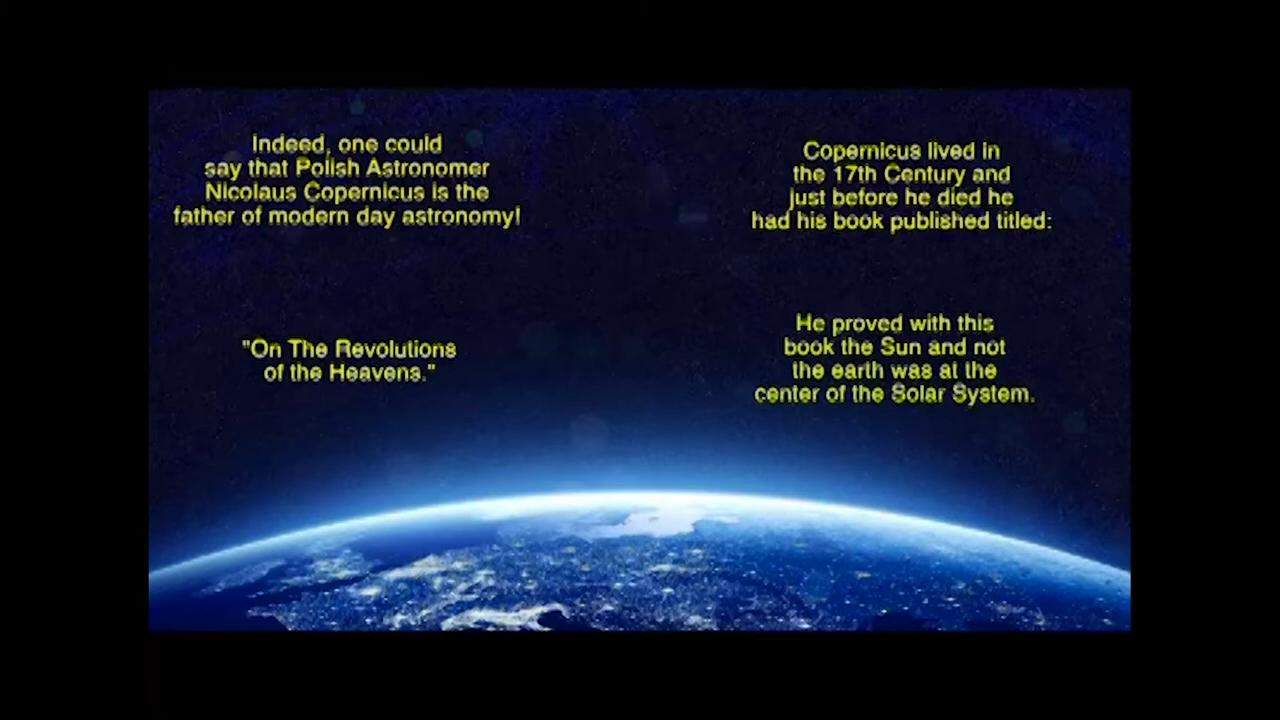 Indeed, one could
say that Polish Astronomer
Nicolaus Copernicus is the
father of modern day astronomy!
Copernicus lived in
the 17th Century and
just before he died he
had his book published titled:
"On The Revolutions
of the Heavens."
He proved with this
book the Sun and not
the earth was at the
center of the Solar System.